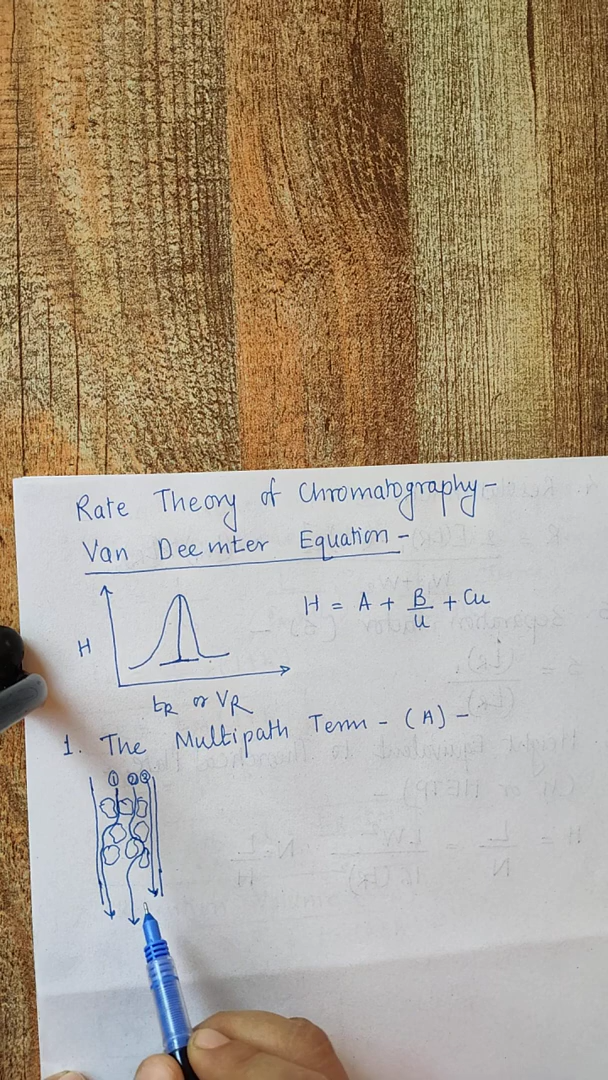 Rate Theory of Chromatography-
Van Deemter Equation-
H = A + B/u + Cu
H
tR or VR
1. The Multipath Term - (A) -
① ② ③